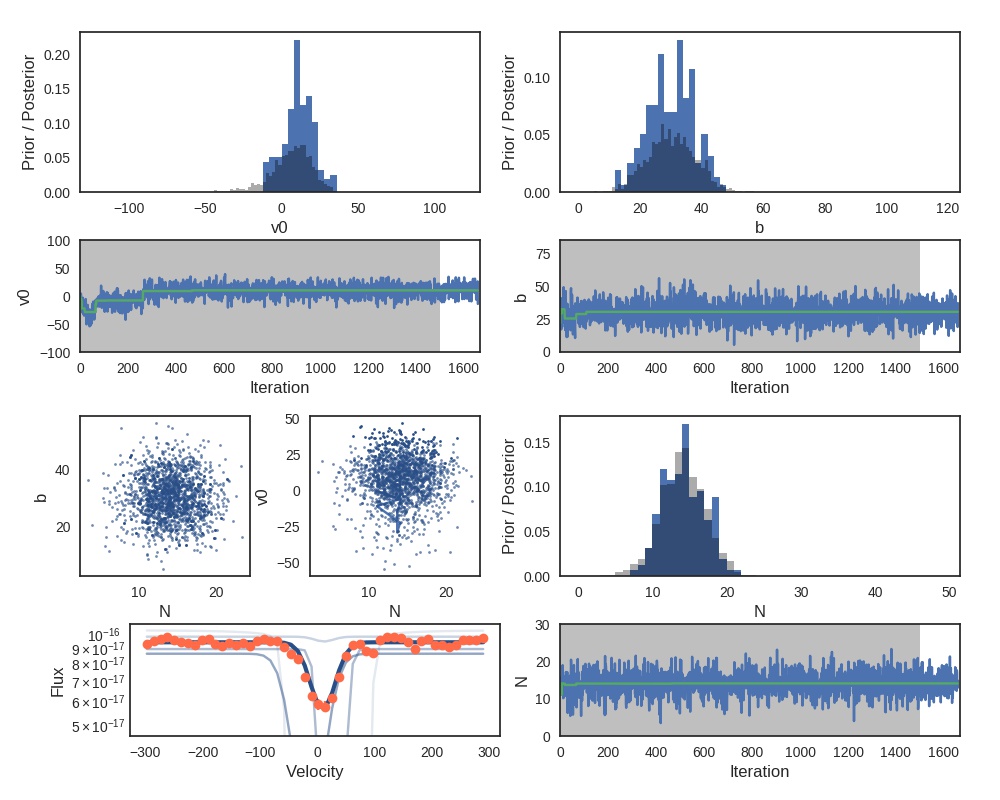 Prior / Posterior
0.20
0.15
0.10
0.05
0.00
−100 −50 0 50 100
v0
Prior / Posterior
0.10
0.05
0.00
0 20 40 60 80 100 120
b
v0
100
50
0
−50
−100
0 200 400 600 800 1000 1200 1400 1600
Iteration
b
75
50
25
0
0 200 400 600 800 1000 1200 1400 1600
Iteration
b
40
20
10 20
N
v0
50
25
0
−25
−50
10 20
N
Prior / Posterior
0.15
0.10
0.05
0.00
0 10 20 30 40 50
N
Flux
10⁻¹⁶
9 × 10⁻¹⁷
8 × 10⁻¹⁷
7 × 10⁻¹⁷
6 × 10⁻¹⁷
5 × 10⁻¹⁷
−300 −200 −100 0 100 200 300
Velocity
N
30
20
10
0
0 200 400 600 800 1000 1200 1400 1600
Iteration